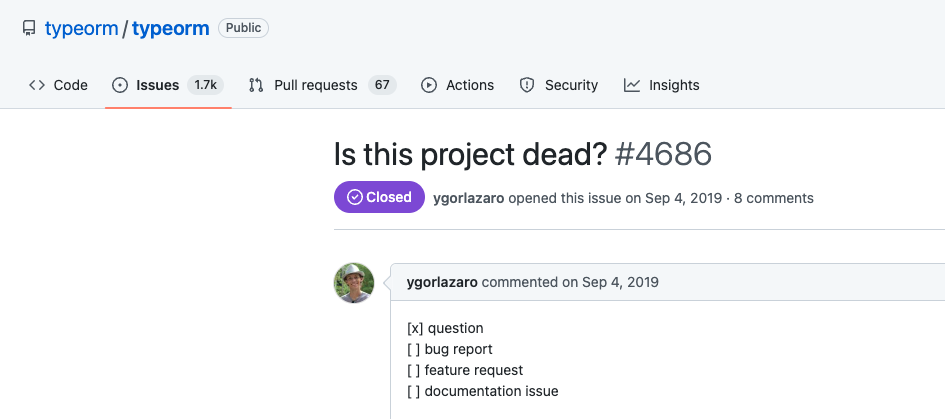 typeorm / typeorm Public
Code Issues 1.7k Pull requests 67 Actions Security Insights
Is this project dead? #4686
Closed ygorlazaro opened this issue on Sep 4, 2019 · 8 comments
ygorlazaro commented on Sep 4, 2019
[x] question
[ ] bug report
[ ] feature request
[ ] documentation issue